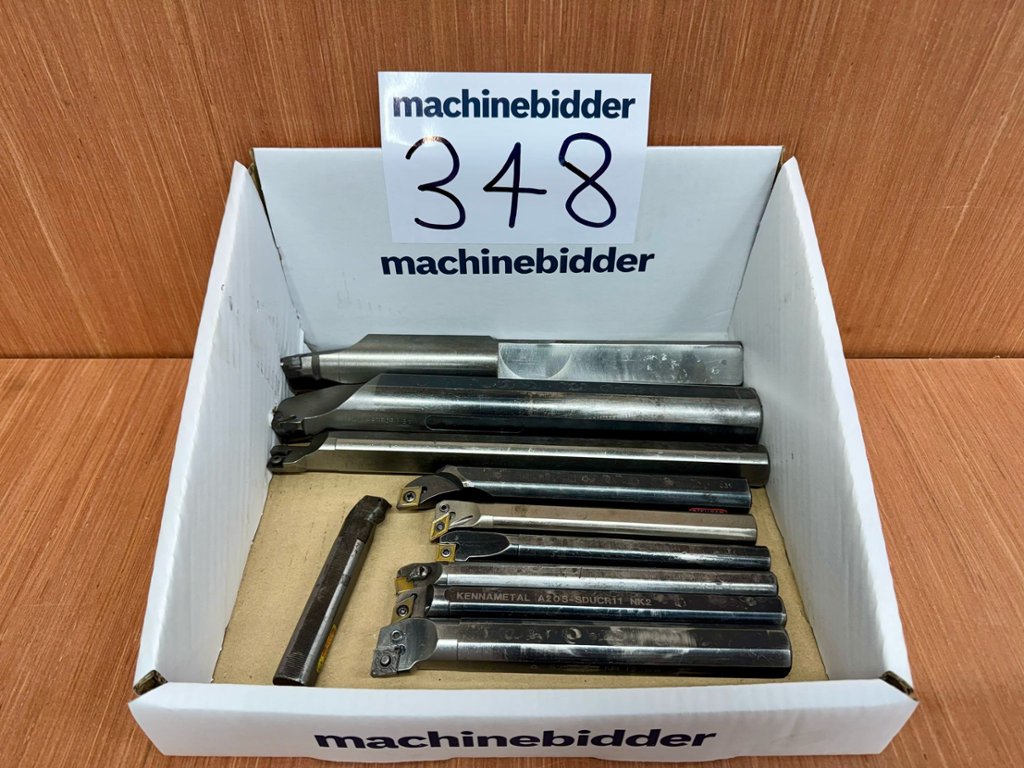 machinebidder
348
machinebidder
KENNAMETAL A20S-SDUCR11 NK2
machinebidder